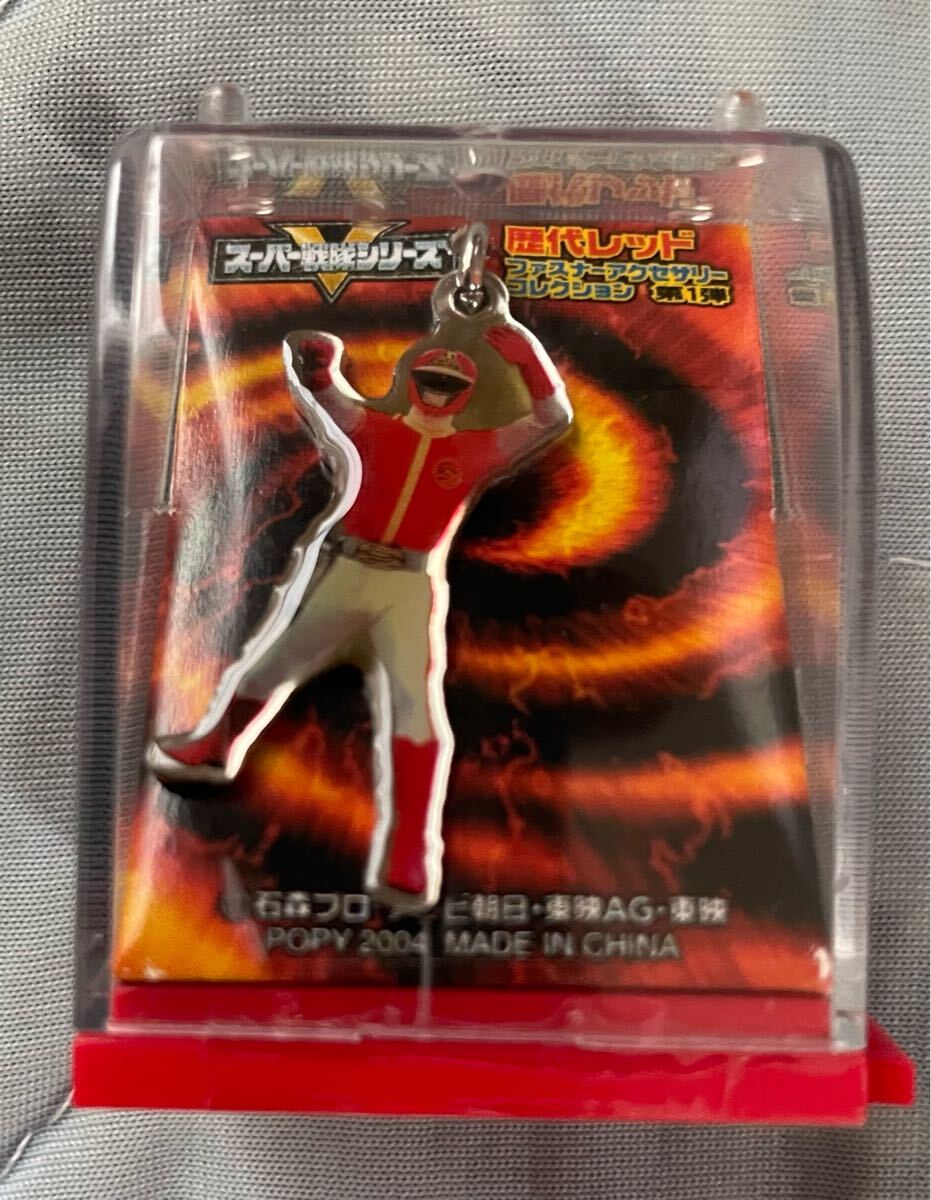 スーパー戦隊シリーズ
歴代レッド
ファスナーアクセサリー
コレクション 第1弾
石森プロ・テレビ朝日・東映AG・東映
POPY 2004 MADE IN CHINA